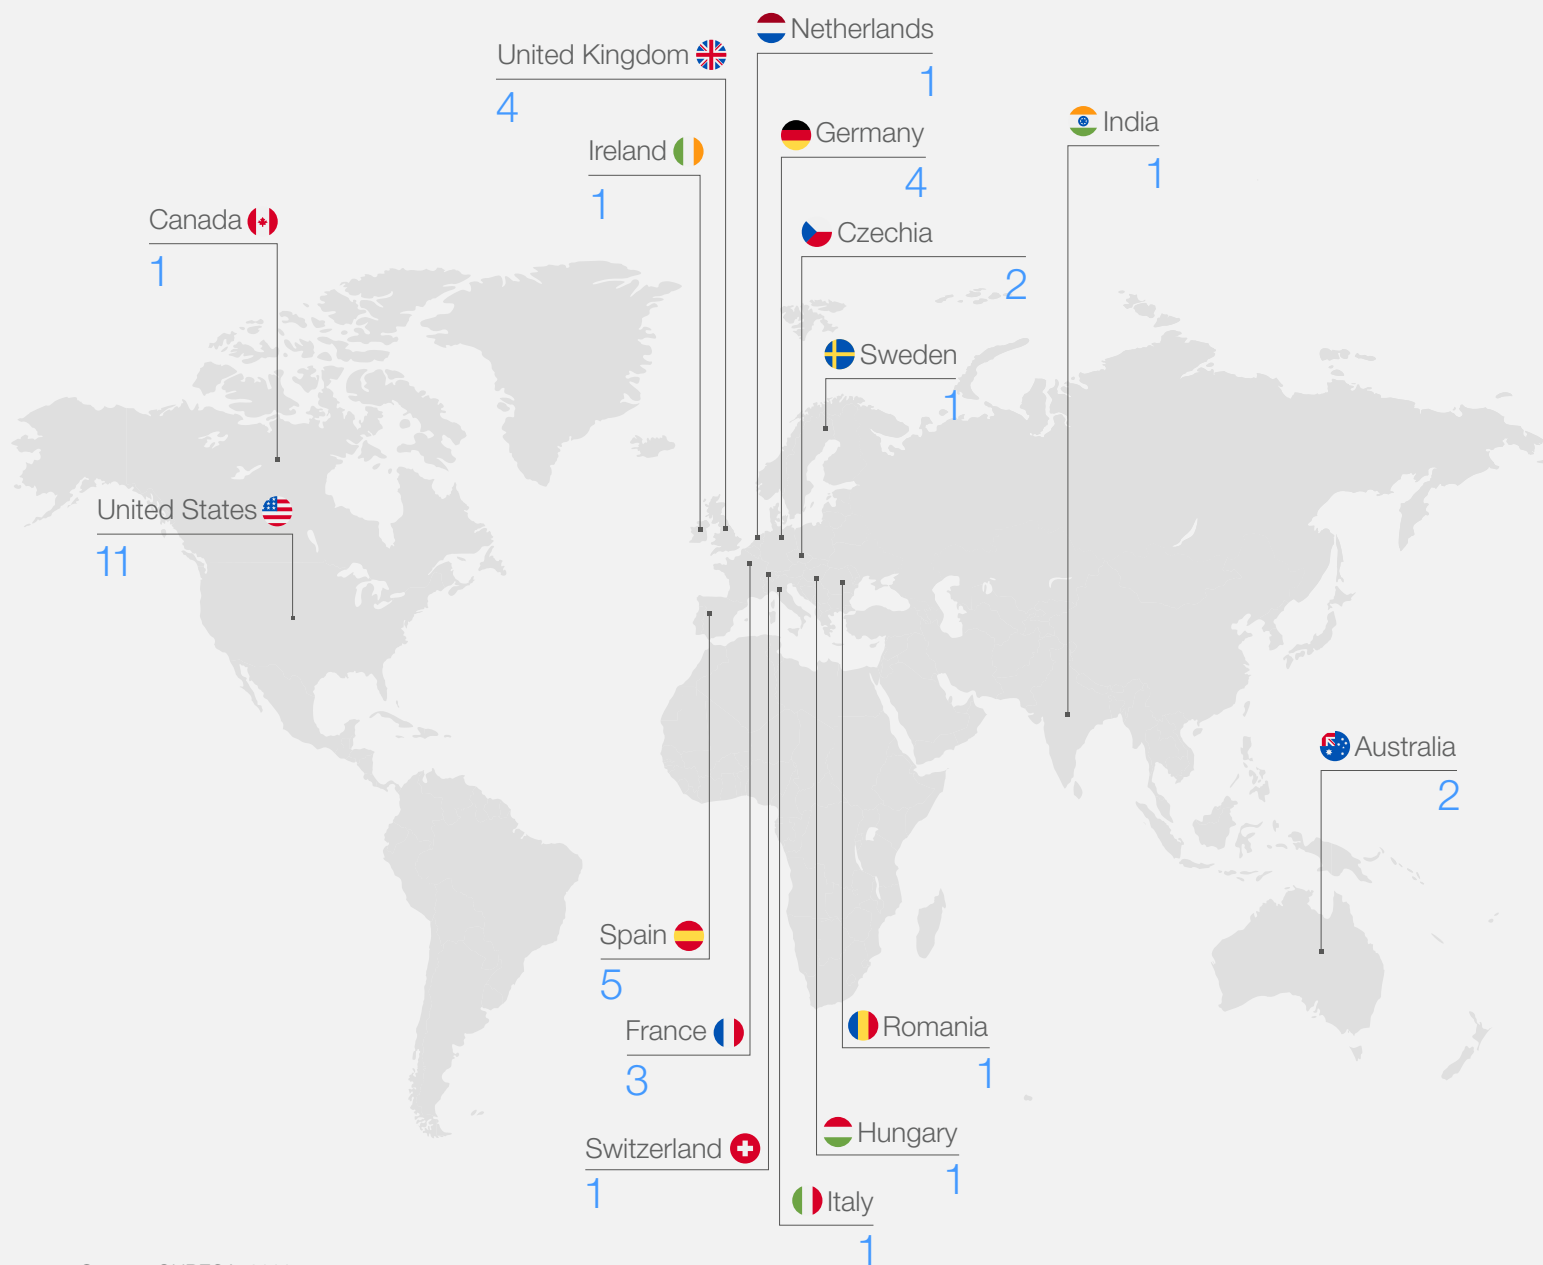 Netherlands
1
United Kingdom
4
India
1
Germany
4
Ireland
1
Canada
1
Czechia
2
Sweden
1
United States
11
Australia
2
Spain
5
France
3
Romania
1
Switzerland
1
Hungary
1
Italy
1